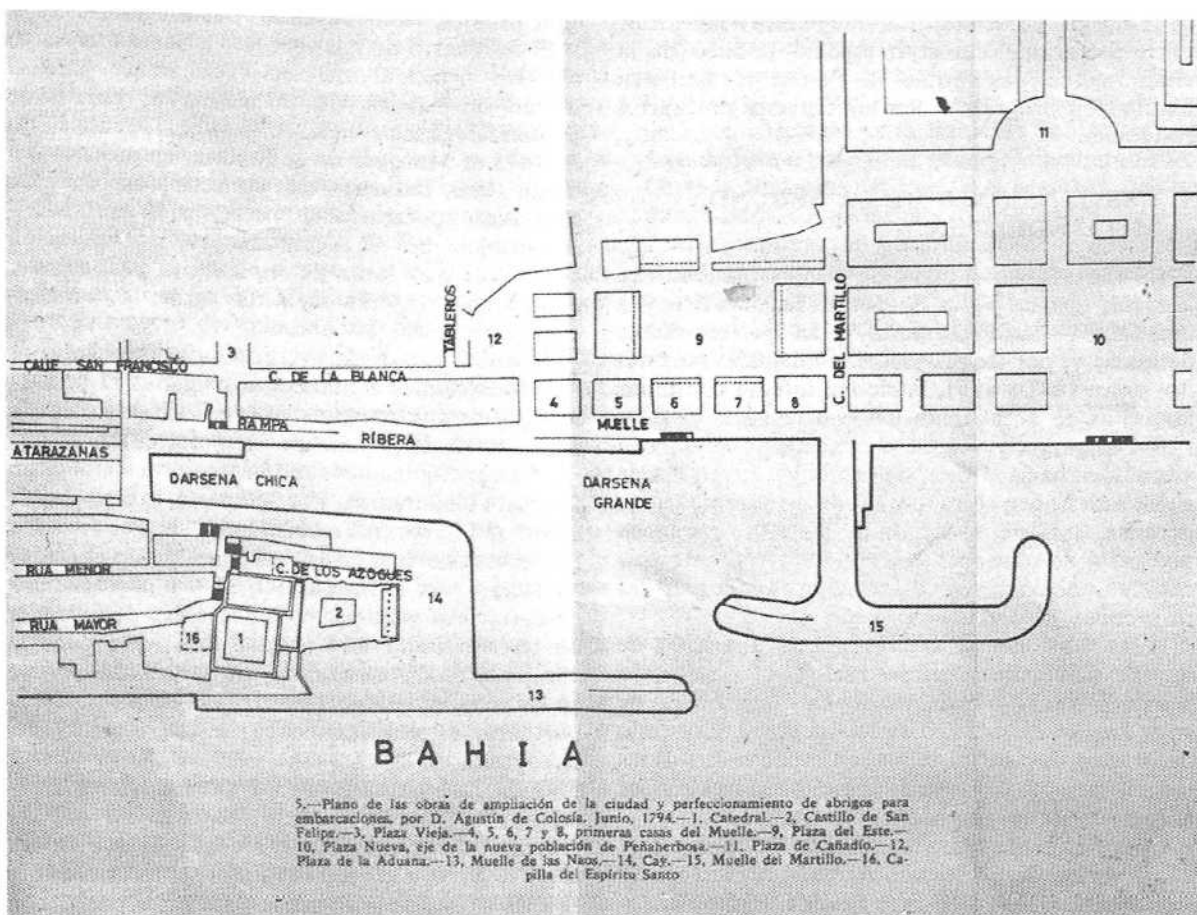 11
TABLEROS
12
9
C. DEL MARTILLO
10
3
CALLE SAN FRANCISCO
C. DE LA BLANCA
4
5
6
7
8
RAMPA
MUELLE
RIBERA
ATARAZANAS
DARSENA CHICA
DARSENA
GRANDE
RUA MENOR
C. DE LOS AZOGUES
2
14
RUA MAYOR
16
1
15
13
BAHIA
5.—Plano de las obras de ampliación de la ciudad y perfeccionamiento de abrigos para
embarcaciones, por D. Agustín de Colosía. Junio, 1794.—1, Catedral.—2, Castillo de San
Felipe.—3, Plaza Vieja.—4, 5, 6, 7 y 8, primeras casas del Muelle.—9, Plaza del Este.—
10, Plaza Nueva, eje de la nueva población de Peñaherbosa.—11, Plaza de Cañadío.—12,
Plaza de la Aduana.—13, Muelle de las Naos.—14, Cay.—15, Muelle del Martillo.—16, Ca-
pilla del Espíritu Santo